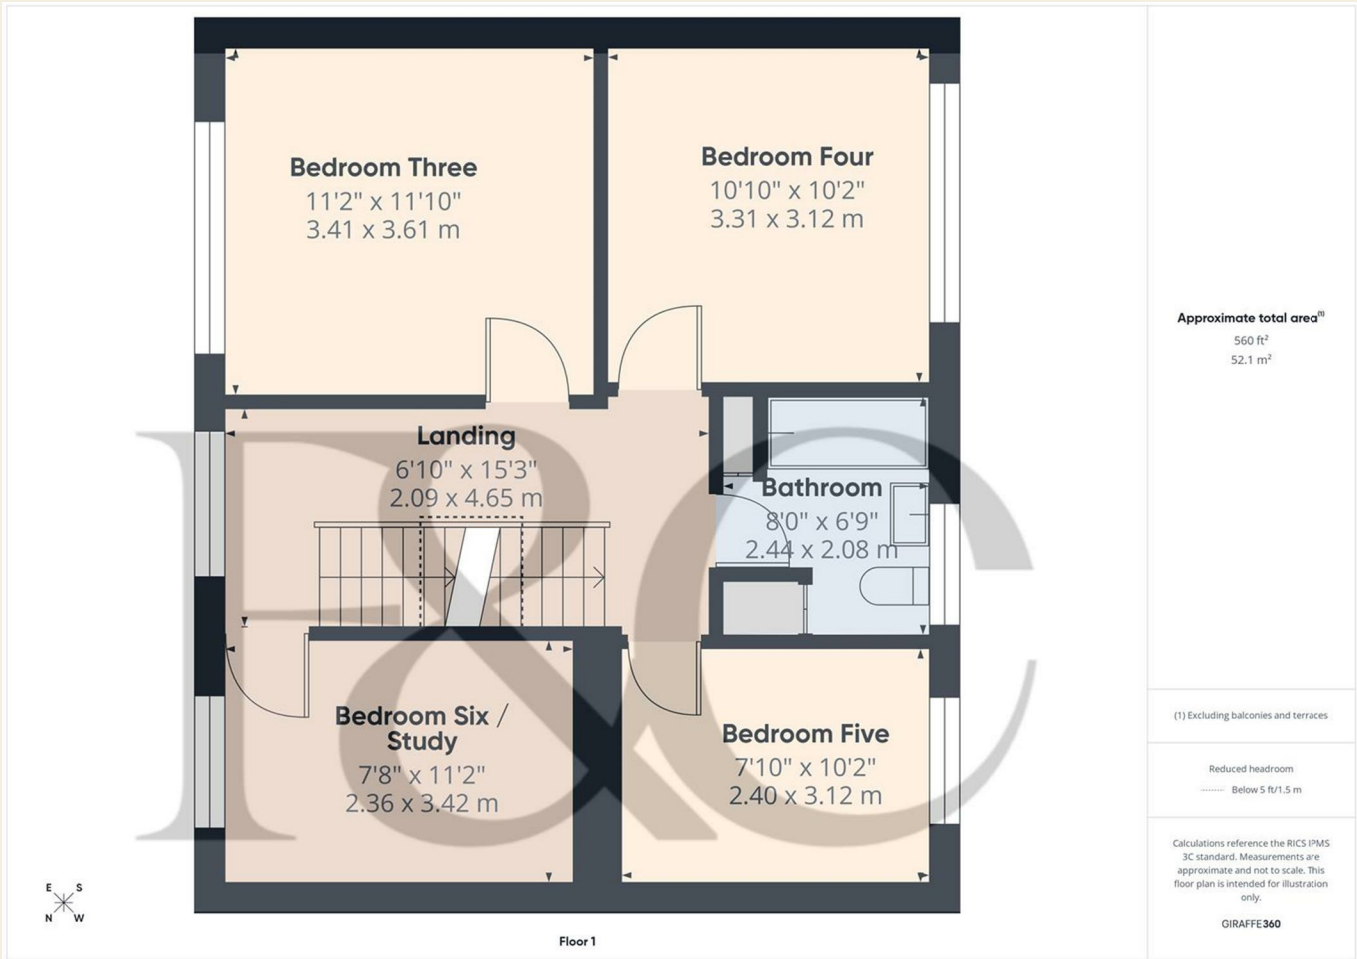 Bedroom Three
11'2" x 11'10"
3.41 x 3.61 m
Bedroom Four
10'10" x 10'2"
3.31 x 3.12 m
Landing
6'10" x 15'3"
2.09 x 4.65 m
Bathroom
8'0" x 6'9"
2.44 x 2.08 m
Bedroom Six /
Study
7'8" x 11'2"
2.36 x 3.42 m
Bedroom Five
7'10" x 10'2"
2.40 x 3.12 m
F&C
E S
N W
Floor 1
Approximate total area(1)
560 ft²
52.1 m²
(1) Excluding balconies and terraces
Reduced headroom
Below 5 ft/1.5 m
Calculations reference the RICS IPMS
3C standard. Measurements are
approximate and not to scale. This
floor plan is intended for illustration
only.
GIRAFFE360